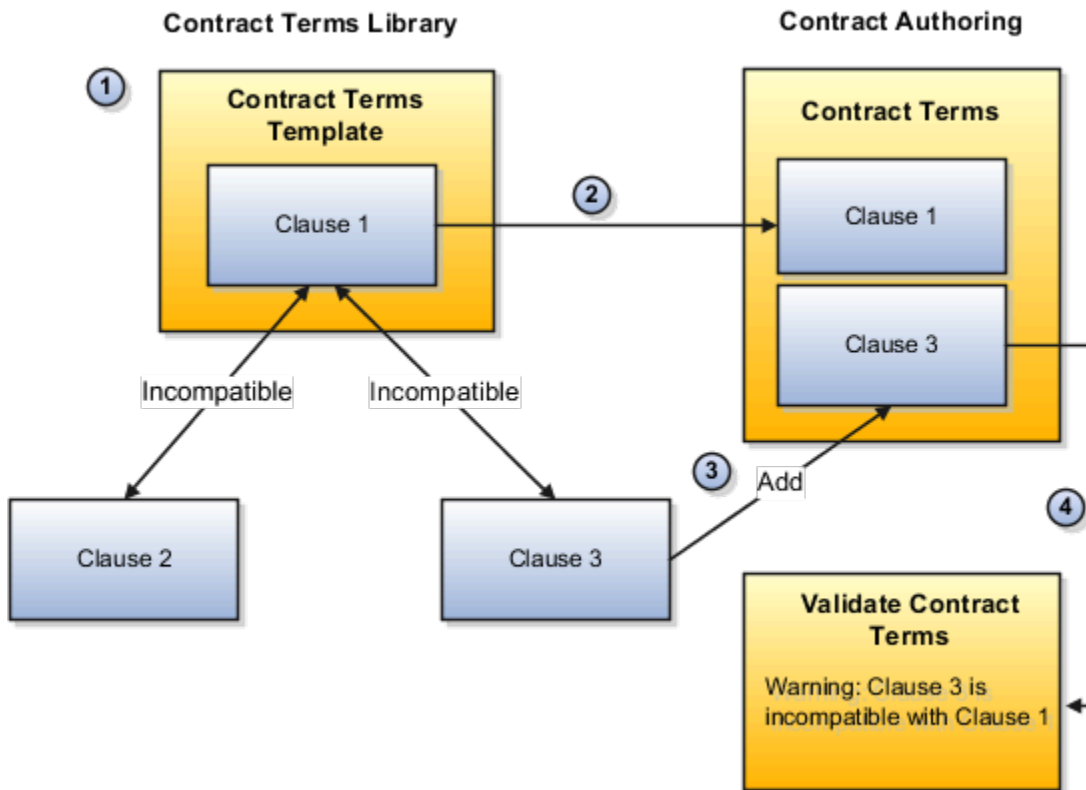 Contract Terms Library
Contract Authoring
1
Contract Terms
Template
Clause 1
2
Contract Terms
Clause 1
Clause 3
Incompatible
Incompatible
3
Add
4
Clause 2
Clause 3
Validate Contract
Terms
Warning: Clause 3 is
incompatible with Clause 1